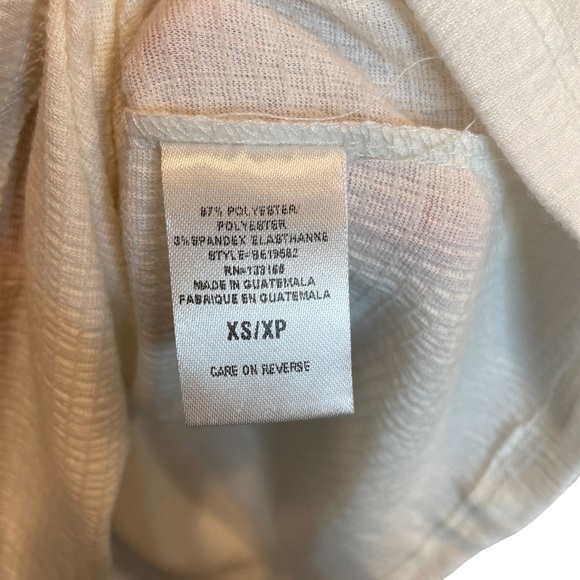 97% POLYESTER/
POLYESTER
3% SPANDEX ELASTHANNE
STYLE=BE19582
RN=133160
MADE IN GUATEMALA
FABRIQUE EN GUATEMALA
XS/XP
CARE ON REVERSE